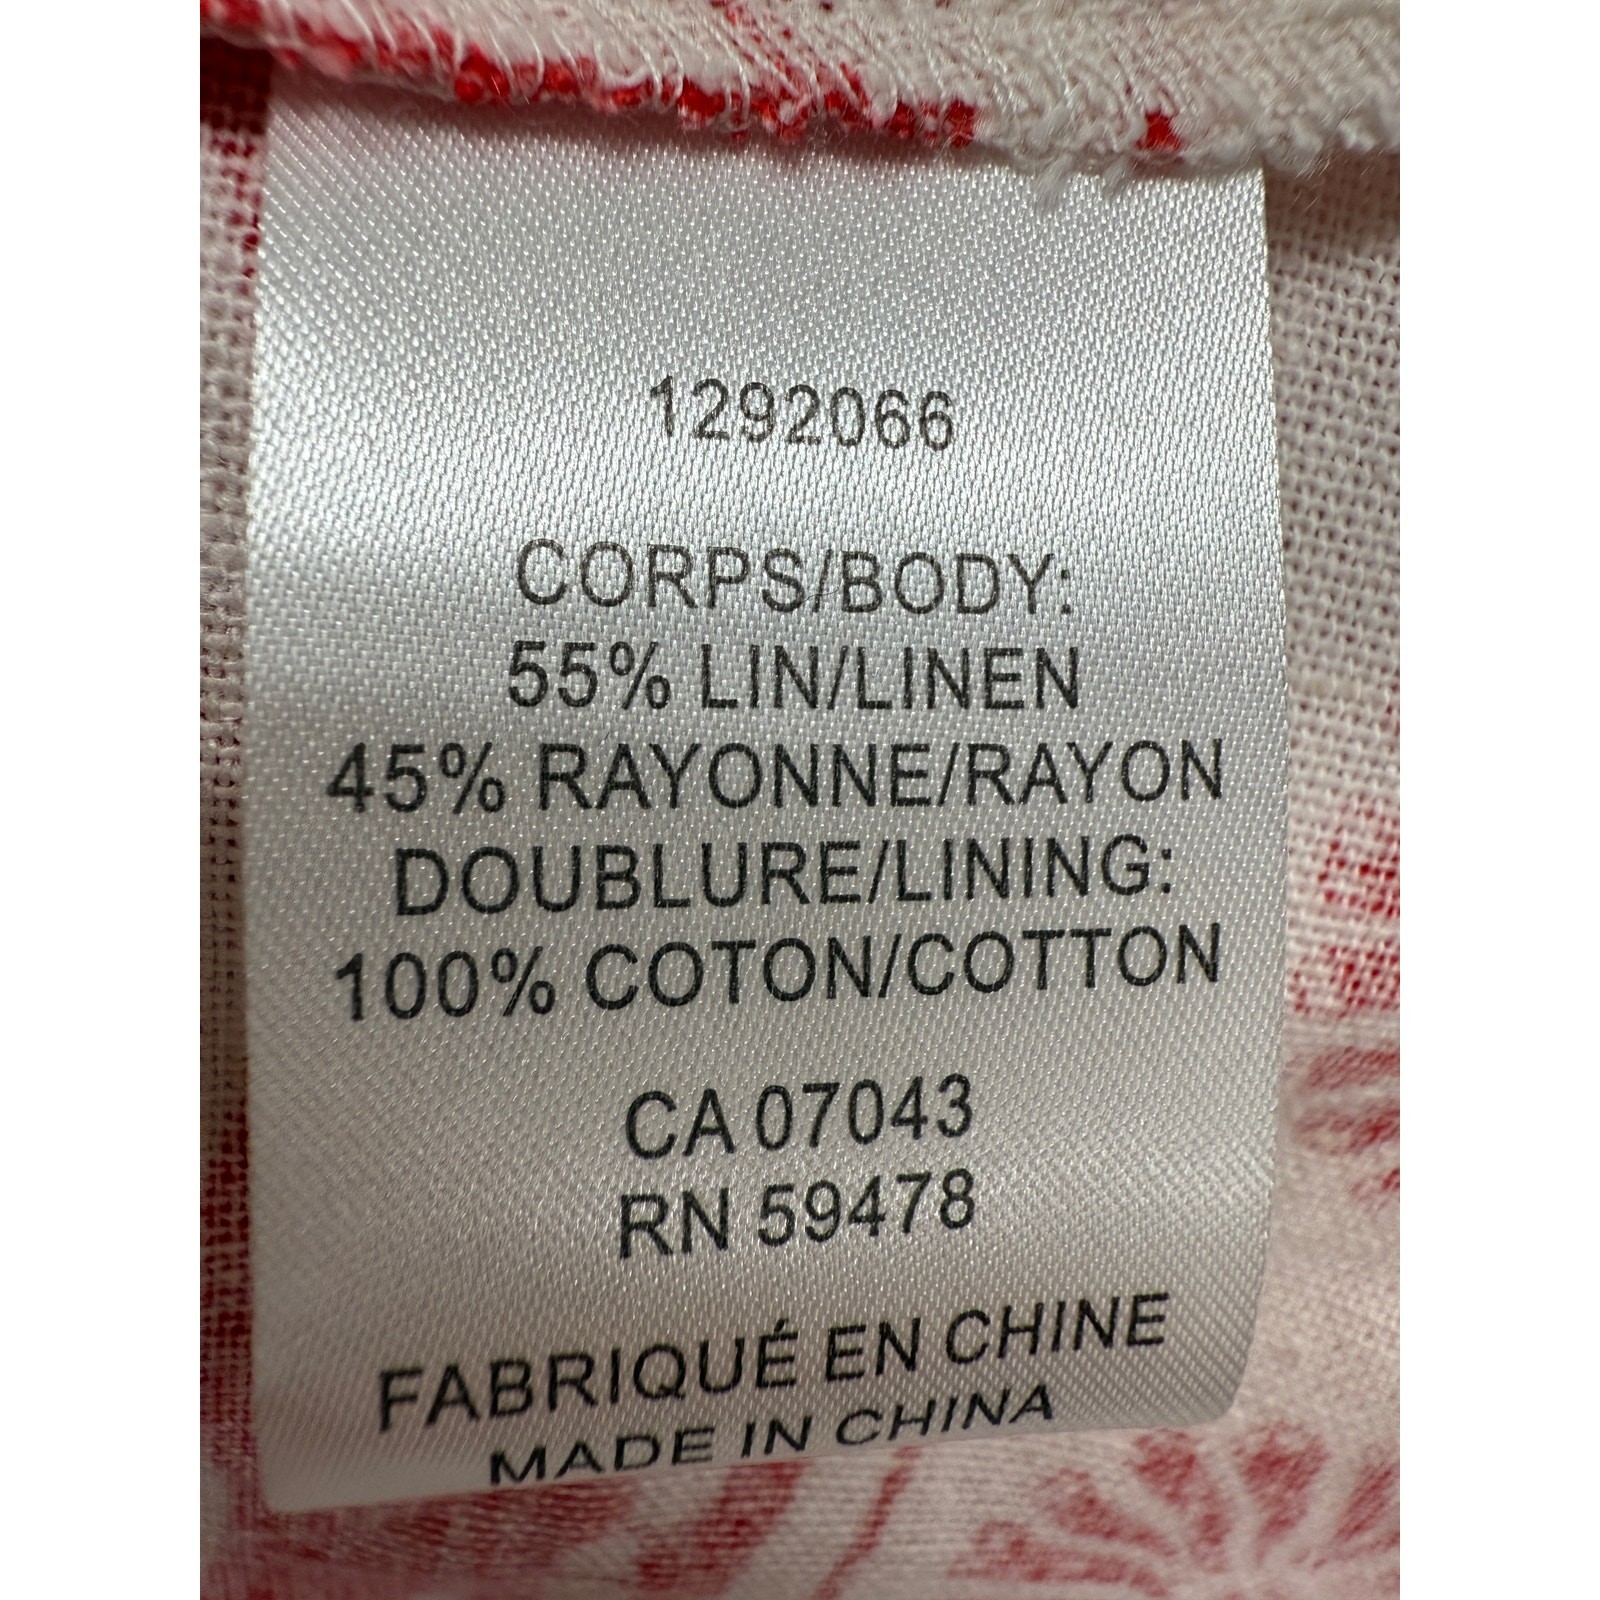 1292066
CORPS/BODY:
55% LIN/LINEN
45% RAYONNE/RAYON
DOUBLURE/LINING:
100% COTON/COTTON
CA 07043
RN 59478
FABRIQUÉ EN CHINE
MADE IN CHINA